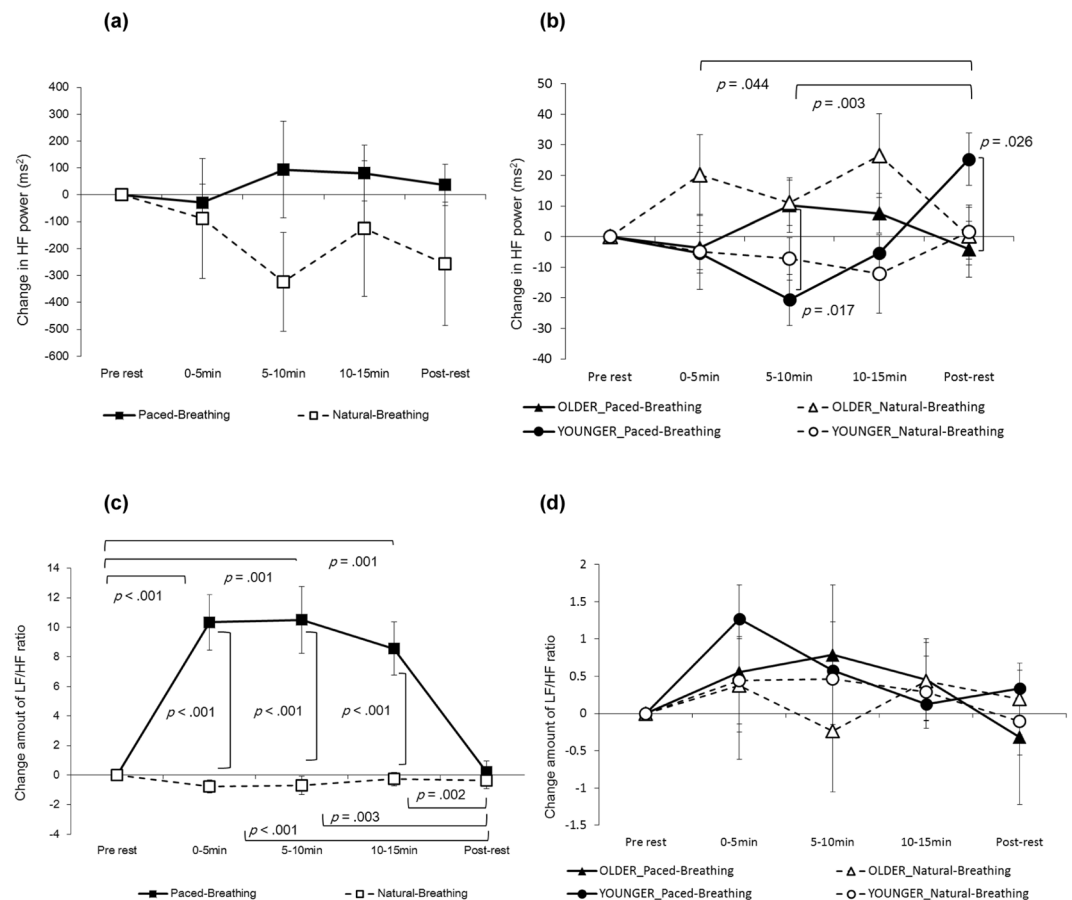 (a)
400
300
200
100
0
-100
-200
-300
-400
-500
-600
Change in HF power (ms²)
Pre rest 0-5min 5-10min 10-15min Post-rest
Paced-Breathing Natural-Breathing
(b)
50
40
30
20
10
0
-10
-20
-30
-40
Change in HF power (ms²)
p = .044
p = .003
p = .026
p = .017
Pre rest 0-5min 5-10min 10-15min Post-rest
OLDER_Paced-Breathing OLDER_Natural-Breathing
YOUNGER_Paced-Breathing YOUNGER_Natural-Breathing
(c)
14
12
10
8
6
4
2
0
-2
-4
Change amout of LF/HF ratio
p = .001
p = .001
p < .001
p < .001 p < .001 p < .001
p = .002
p = .003
p < .001
Pre rest 0-5min 5-10min 10-15min Post-rest
Paced-Breathing Natural-Breathing
(d)
2
1.5
1
0.5
0
-0.5
-1
-1.5
Change amount of LF/HF ratio
Pre rest 0-5min 5-10min 10-15min Post-rest
OLDER_Paced-Breathing OLDER_Natural-Breathing
YOUNGER_Paced-Breathing YOUNGER_Natural-Breathing